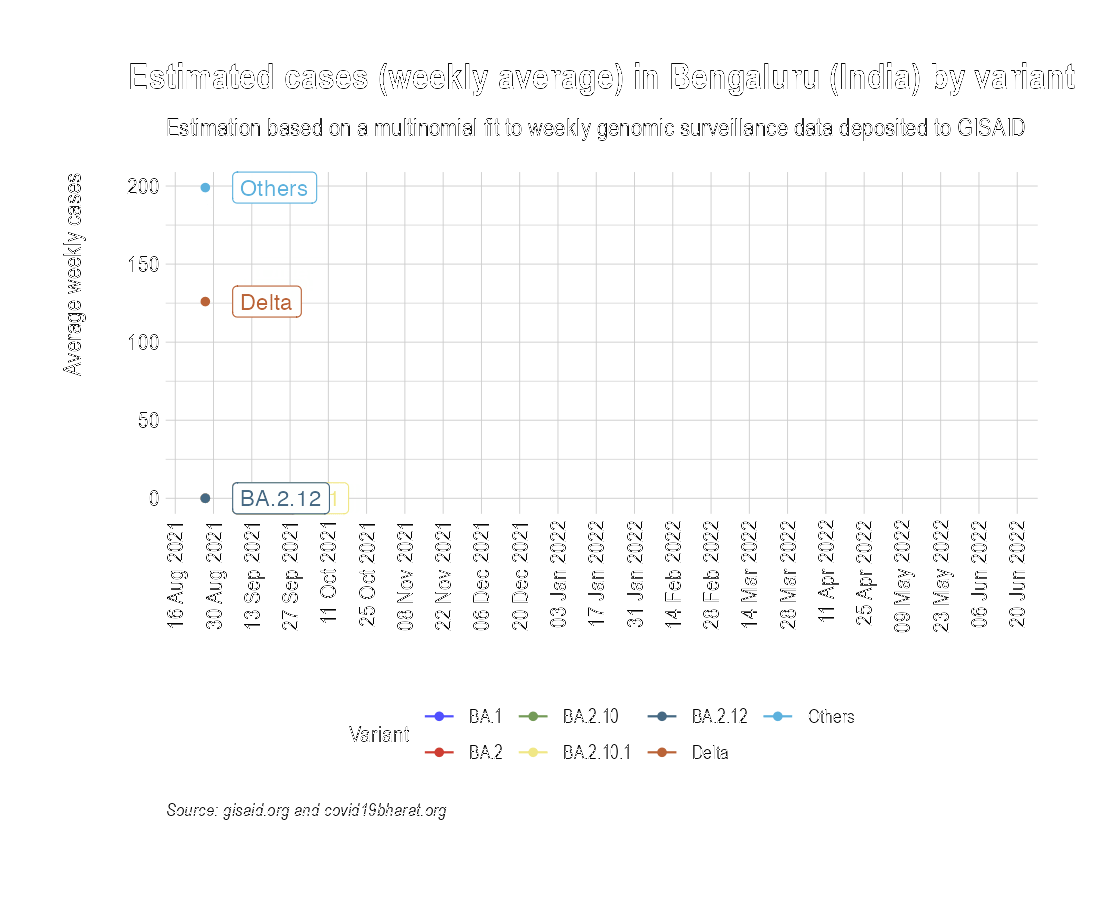 Estimated cases (weekly average) in Bengaluru (India) by variant
Estimation based on a multinomial fit to weekly genomic surveillance data deposited to GISAID
Average weekly cases
200
150
100
50
0
Others
Delta
BA.2.12
1
16 Aug 2021
30 Aug 2021
13 Sep 2021
27 Sep 2021
11 Oct 2021
25 Oct 2021
08 Nov 2021
22 Nov 2021
06 Dec 2021
20 Dec 2021
03 Jan 2022
17 Jan 2022
31 Jan 2022
14 Feb 2022
28 Feb 2022
14 Mar 2022
28 Mar 2022
11 Apr 2022
25 Apr 2022
09 May 2022
23 May 2022
06 Jun 2022
20 Jun 2022
Variant
BA.1 BA.2.10 BA.2.12 Others
BA.2 BA.2.10.1 Delta
Source: gisaid.org and covid19bharat.org